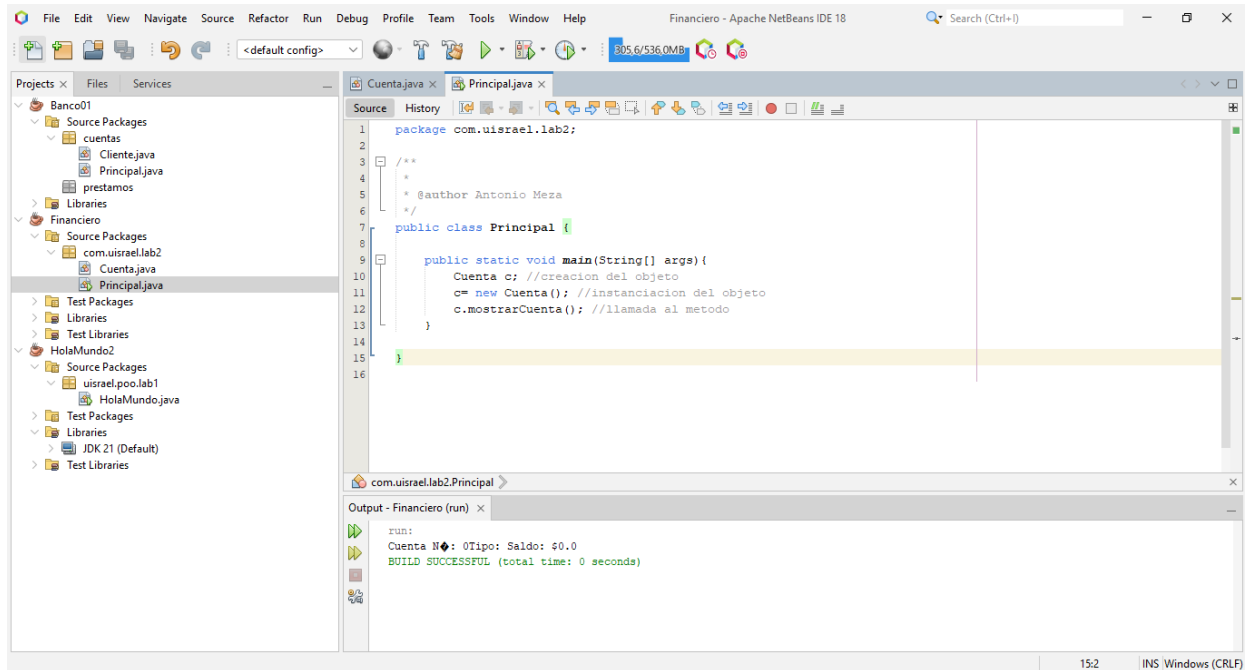 File Edit View Navigate Source Refactor Run Debug Profile Team Tools Window Help Financiero - Apache NetBeans IDE 18 Search (Ctrl+I)
<default config> 305,6/536,0MB
Projects Files Services
Banco01
Source Packages
cuentas
Cliente.java
Principal.java
prestamos
Libraries
Financiero
Source Packages
com.uisrael.lab2
Cuenta.java
Principal.java
Test Packages
Libraries
Test Libraries
HolaMundo2
Source Packages
uisrael.poo.lab1
HolaMundo.java
Test Packages
Libraries
JDK 21 (Default)
Test Libraries
Cuenta.java Principal.java
Source History
1 package com.uisrael.lab2;
2
3 /**
4 *
5 * @author Antonio Meza
6 */
7 public class Principal {
8
9 public static void main(String[] args){
10 Cuenta c; //creacion del objeto
11 c= new Cuenta(); //instanciacion del objeto
12 c.mostrarCuenta(); //llamada al metodo
13 }
14
15 }
16
com.uisrael.lab2.Principal
Output - Financiero (run)
run:
Cuenta N�: 0Tipo: Saldo: $0.0
BUILD SUCCESSFUL (total time: 0 seconds)
15:2 INS Windows (CRLF)